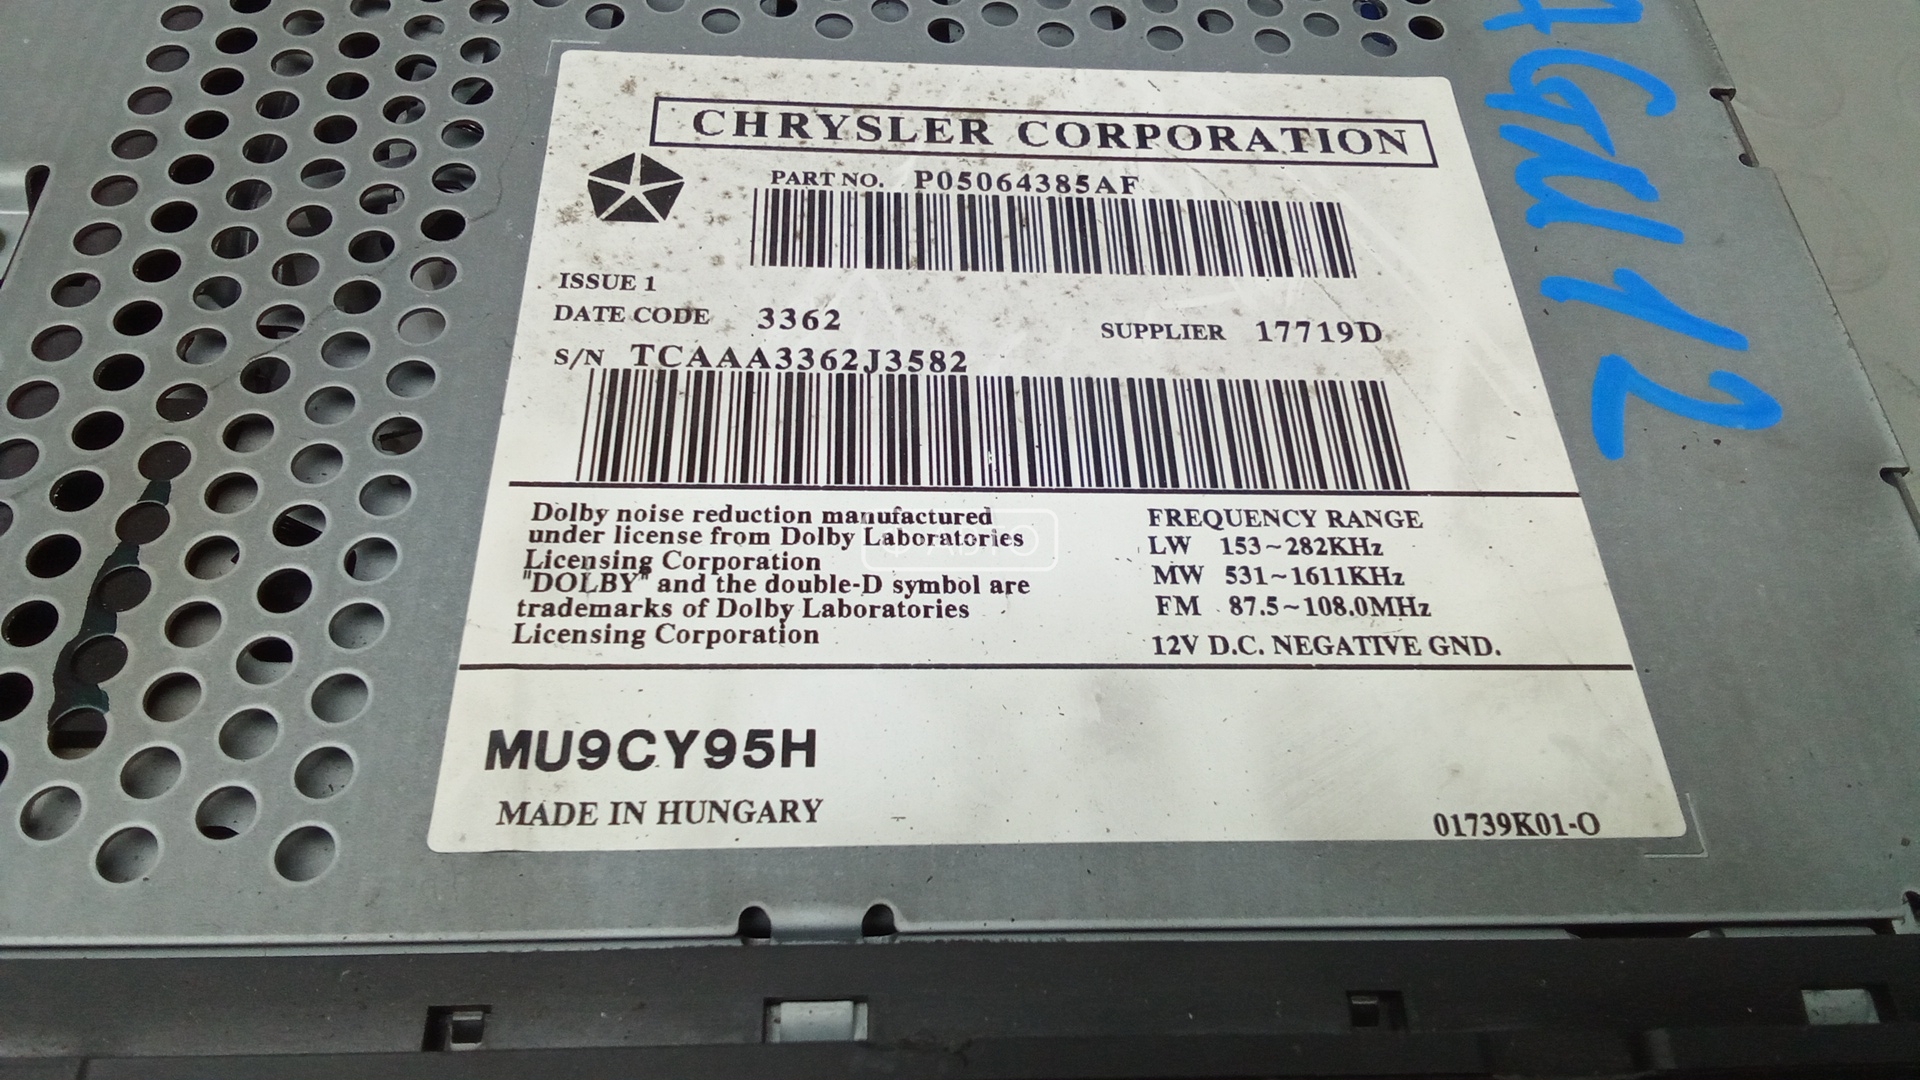 CHRYSLER CORPORATION
PART NO. P05064385AF
ISSUE 1
DATE CODE 3362
SUPPLIER 17719D
S/N TCAAA3362J3582
Dolby noise reduction manufactured
under license from Dolby Laboratories
Licensing Corporation
"DOLBY" and the double-D symbol are
trademarks of Dolby Laboratories
Licensing Corporation
FREQUENCY RANGE
LW 153~282KHz
MW 531~1611KHz
FM 87.5~108.0MHz
12V D.C. NEGATIVE GND.
MU9CY95H
MADE IN HUNGARY
01739K01-O
АВТО